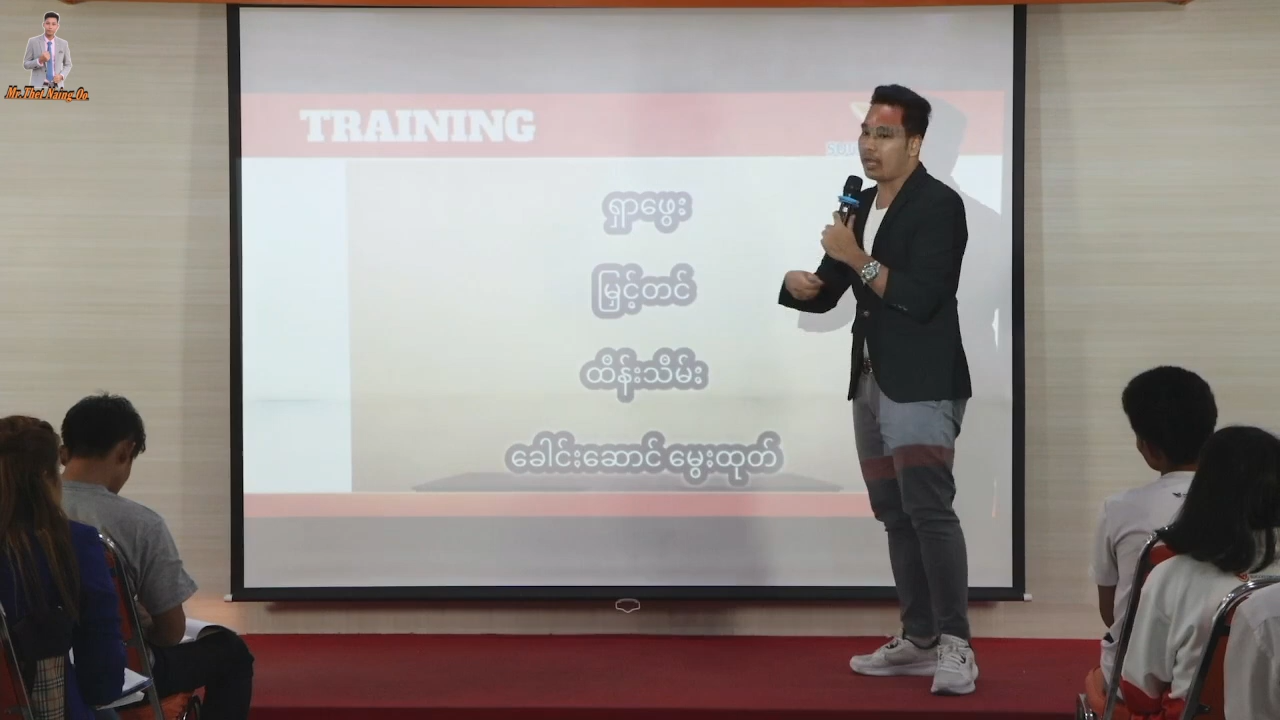 Mr.Thet Naing Oo
TRAINING
ရှာဖွေး
မြှင့်တင်
ထိန်းသိမ်း
ခေါင်းဆောင် မွေးထုတ်